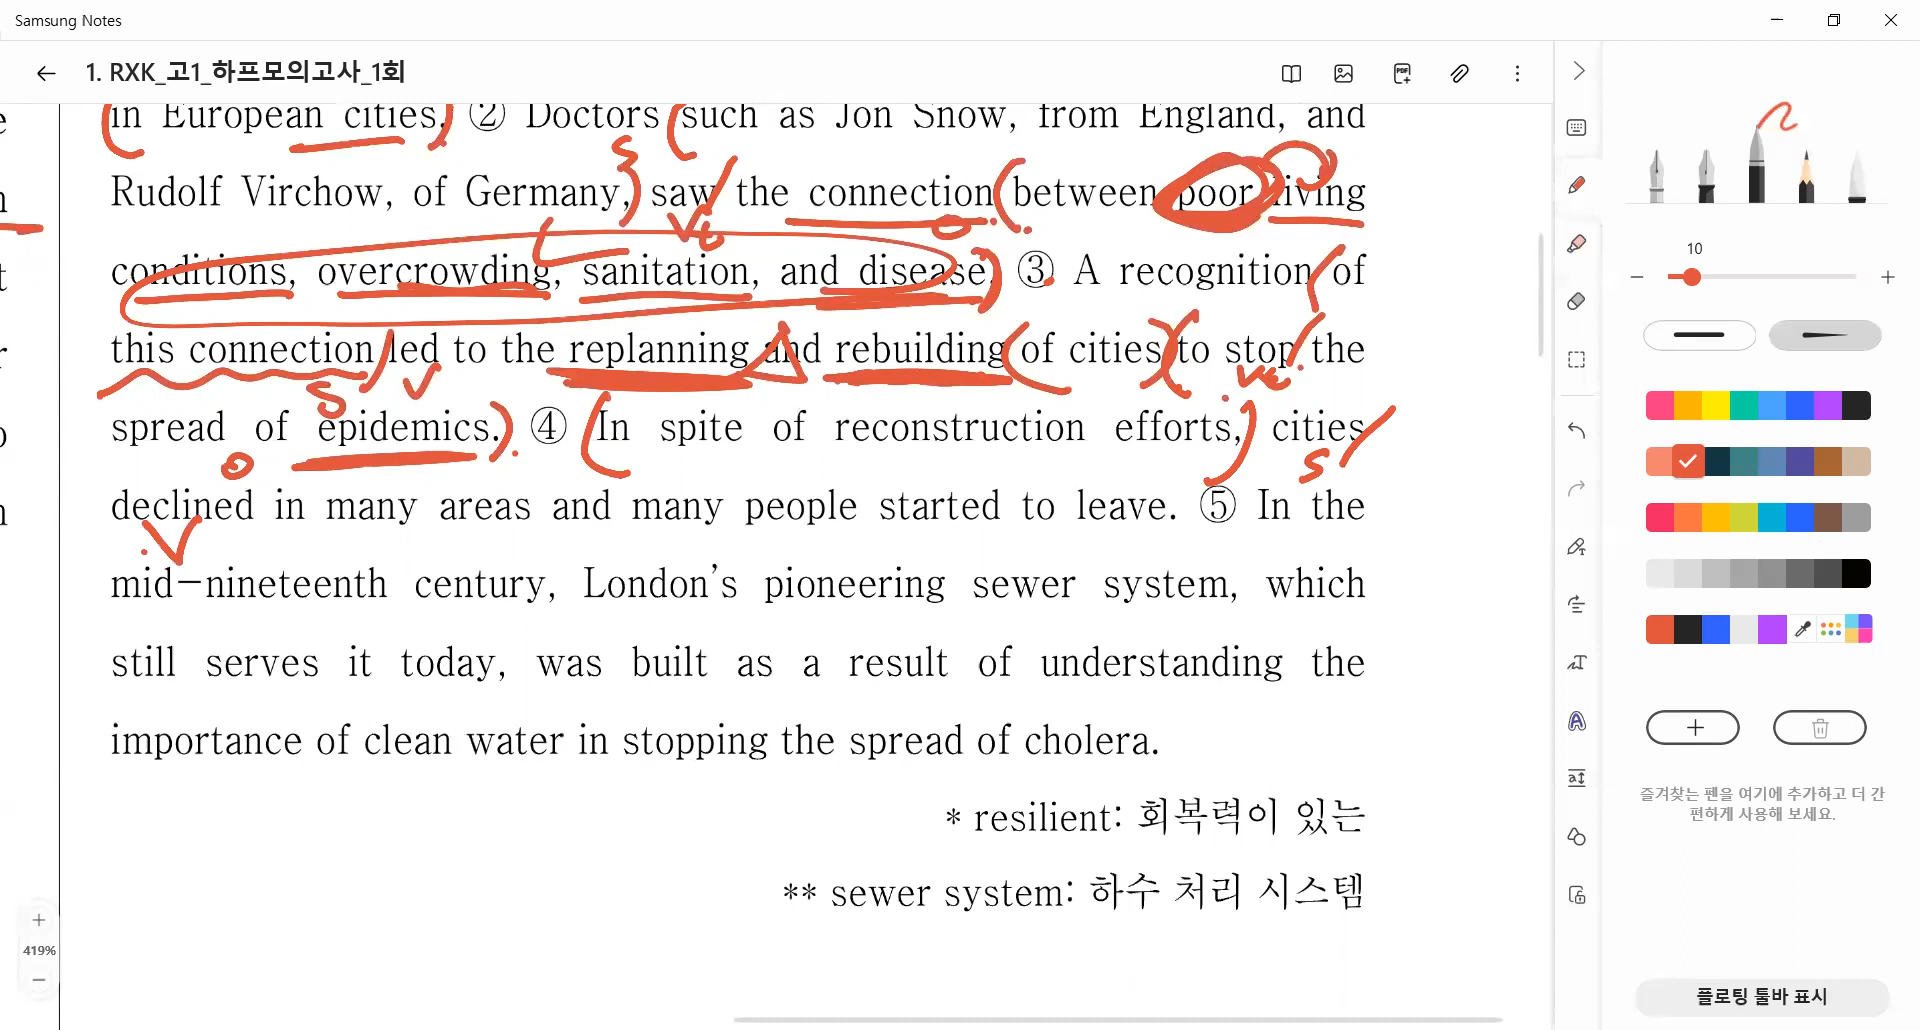 Samsung Notes
1. RXK_고1_하프모의고사_1회
in European cities. ② Doctors such as Jon Snow, from England, and
Rudolf Virchow, of Germany, saw the connection between poor living
conditions, overcrowding, sanitation, and disease. ③ A recognition of
this connection led to the replanning and rebuilding of cities to stop the
spread of epidemics. ④ In spite of reconstruction efforts, cities
declined in many areas and many people started to leave. ⑤ In the
mid-nineteenth century, London's pioneering sewer system, which
still serves it today, was built as a result of understanding the
importance of clean water in stopping the spread of cholera.
* resilient: 회복력이 있는
** sewer system: 하수 처리 시스템
419%
10
즐겨찾는 펜을 여기에 추가하고 더 간
편하게 사용해 보세요.
플로팅 툴바 표시